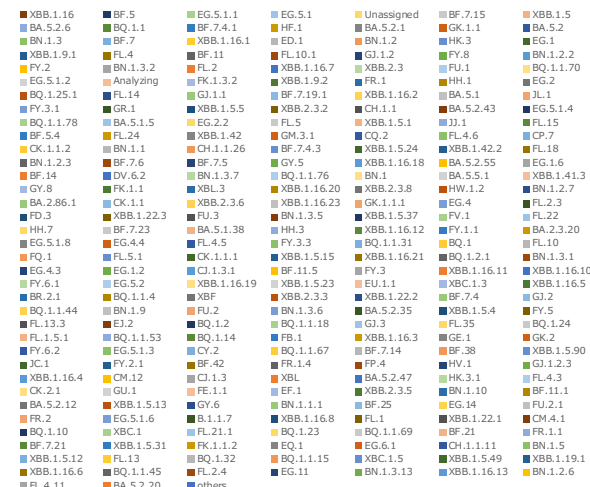 XBB.1.16 BF.5 EG.5.1.1 EG.5.1 Unassigned BF.7.15 XBB.1.5
BA.5.2.6 BQ.1.1 BF.7.4.1 HF.1 BA.5.2.1 GK.1.1 BA.5.2
BN.1.3 BF.7 XBB.1.16.1 ED.1 BN.1.2 HK.3 EG.1
XBB.1.9.1 FL.4 BF.11 FL.10.1 GJ.1.2 FY.8 BN.1.2.2
FY.2 BN.1.3.2 FL.2 XBB.1.16.7 XBB.2.3 FU.1 BQ.1.1.70
EG.5.1.2 Analyzing FK.1.3.2 XBB.1.9.2 FR.1 HH.1 EG.2
BQ.1.25.1 FL.14 GJ.1.1 BF.7.19.1 XBB.1.16.2 BA.5.1 JL.1
FY.3.1 GR.1 XBB.1.5.5 XBB.2.3.2 CH.1.1 BA.5.2.43 EG.5.1.4
BQ.1.1.78 BA.5.1.5 EG.2.2 FL.5 XBB.1.5.1 JJ.1 FL.15
BF.5.4 FL.24 XBB.1.42 GM.3.1 CQ.2 FL.4.6 CP.7
CK.1.1.2 BN.1.1 CH.1.1.26 BF.7.4.3 XBB.1.5.24 XBB.1.42.2 FL.18
BN.1.2.3 BF.7.6 BF.7.5 GY.5 XBB.1.16.18 BA.5.2.55 EG.1.6
BF.14 DV.6.2 BN.1.3.7 BQ.1.1.76 BN.1 BA.5.5.1 XBB.1.41.3
GY.8 FK.1.1 XBL.3 XBB.1.16.20 XBB.2.3.8 HW.1.2 BN.1.2.7
BA.2.86.1 CK.1.1 XBB.2.3.6 XBB.1.16.23 GK.1.1.1 EG.4 FL.2.3
FD.3 XBB.1.22.3 FU.3 BN.1.3.5 XBB.1.5.37 FV.1 FL.22
HH.7 BF.7.23 BA.5.1.38 HH.3 XBB.1.16.12 FY.1.1 BA.2.3.20
EG.5.1.8 EG.4.4 FL.4.5 FY.3.3 BQ.1.1.31 BQ.1 FL.10
FQ.1 FL.5.1 CK.1.1.1 XBB.1.5.15 XBB.1.16.21 BQ.1.2.1 BN.1.3.1
EG.4.3 EG.1.2 CJ.1.3.1 BF.11.5 FY.3 XBB.1.16.11 XBB.1.16.10
FY.6.1 EG.5.2 XBB.1.16.19 XBB.1.5.23 EU.1.1 XBC.1.3 XBB.1.16.5
BR.2.1 BQ.1.1.4 XBF XBB.2.3.3 XBB.1.22.2 BF.7.4 GJ.2
BQ.1.1.44 BN.1.9 FU.2 BN.1.3.6 BA.5.2.35 XBB.1.5.4 FY.5
FL.13.3 EJ.2 BQ.1.2 BQ.1.1.18 GJ.3 FL.35 BQ.1.24
FL.1.5.1 BQ.1.1.53 BQ.1.14 FB.1 XBB.1.16.3 GE.1 GK.2
FY.6.2 EG.5.1.3 CY.2 BQ.1.1.67 BF.7.14 BF.38 XBB.1.5.90
JC.1 FY.2.1 BF.42 FR.1.4 FP.4 HV.1 GJ.1.2.3
XBB.1.16.4 CM.12 CJ.1.3 XBL BA.5.2.47 HK.3.1 FL.4.3
CK.2.1 GU.1 FE.1.1 EF.1 XBB.2.3.5 BN.1.10 BF.11.1
BA.5.2.12 XBB.1.5.13 GY.6 BN.1.1.1 BF.25 EG.14 FU.2.1
FR.2 EG.5.1.6 B.1.1.7 XBB.1.16.8 FL.1 XBB.1.22.1 CM.4.1
BQ.1.10 XBC.1 FL.21.1 BQ.1.23 BQ.1.1.69 BF.21 FR.1.1
BF.7.21 XBB.1.5.31 FK.1.1.2 EQ.1 EG.6.1 CH.1.1.11 BN.1.5
XBB.1.5.12 FL.13 BQ.1.32 BQ.1.1.15 XBC.1.5 XBB.1.5.49 XBB.1.19.1
XBB.1.16.6 BQ.1.1.45 FL.2.4 EG.11 BN.1.3.13 XBB.1.16.13 BN.1.2.6
FL.4.11 BA.5.2.20 others